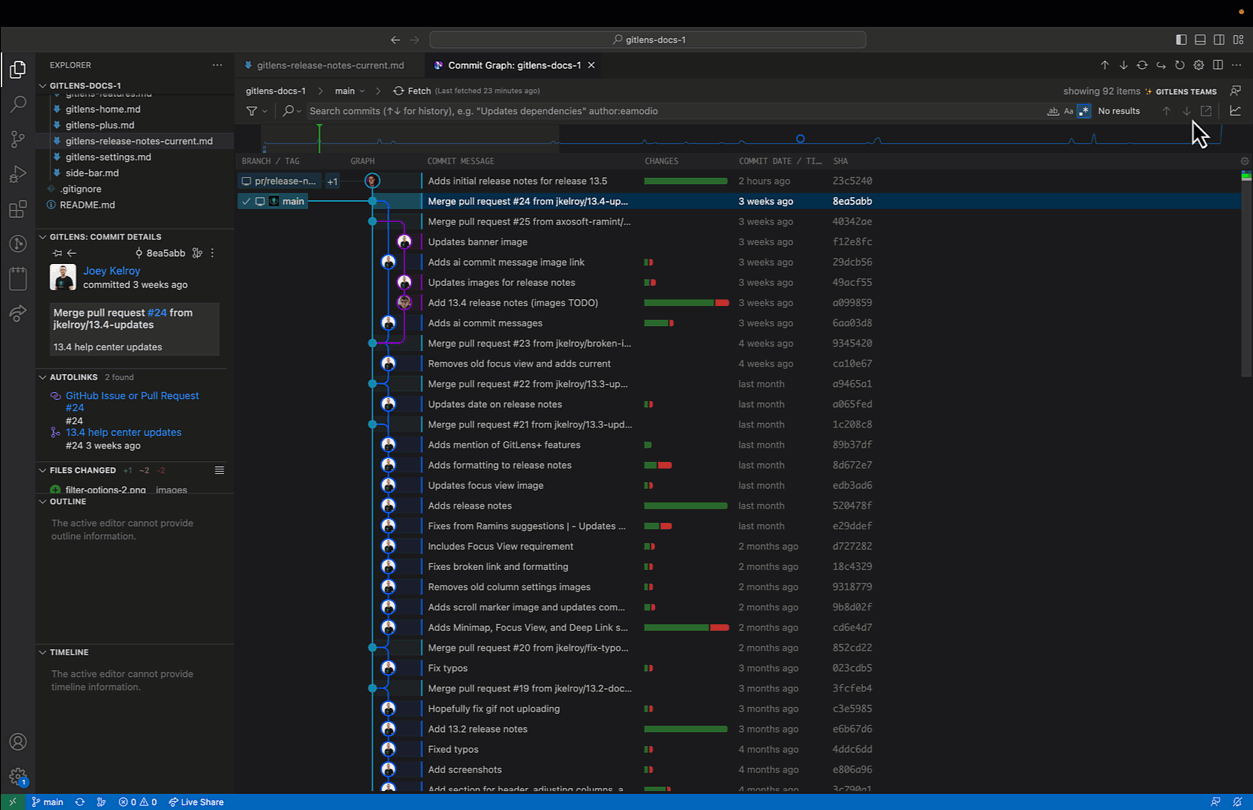 gitlens-docs-1
EXPLORER
gitlens-release-notes-current.md
Commit Graph: gitlens-docs-1
GITLENS-DOCS-1
gitlens-features.md
gitlens-home.md
gitlens-plus.md
gitlens-release-notes-current.md
gitlens-settings.md
side-bar.md
.gitignore
README.md
GITLENS: COMMIT DETAILS
8ea5abb
Joey Kelroy
committed 3 weeks ago
Merge pull request #24 from
jkelroy/13.4-updates
13.4 help center updates
AUTOLINKS 2 found
GitHub Issue or Pull Request
#24
#24
13.4 help center updates
#24 3 weeks ago
FILES CHANGED +1 ~2 -2
filter-options-2.png images
OUTLINE
The active editor cannot provide
outline information.
TIMELINE
The active editor cannot provide
timeline information.
gitlens-docs-1 main Fetch (Last fetched 23 minutes ago) showing 92 items GITLENS TEAMS
Search commits (↑↓ for history), e.g. "Updates dependencies" author:eamodio ab Aa .* No results
BRANCH / TAG GRAPH COMMIT MESSAGE CHANGES COMMIT DATE / TI... SHA
pr/release-n... +1 Adds initial release notes for release 13.5 2 hours ago 23c5240
main Merge pull request #24 from jkelroy/13.4-up... 3 weeks ago 8ea5abb
Merge pull request #25 from axosoft-ramint/... 3 weeks ago 40342ae
Updates banner image 3 weeks ago f12e8fc
Adds ai commit message image link 3 weeks ago 29dcb56
Updates images for release notes 3 weeks ago 49acf55
Add 13.4 release notes (images TODO) 3 weeks ago a099859
Adds ai commit messages 3 weeks ago 6aa03d8
Merge pull request #23 from jkelroy/broken-i... 4 weeks ago 9345420
Removes old focus view and adds current 4 weeks ago ca10e67
Merge pull request #22 from jkelroy/13.3-up... last month a9465a1
Updates date on release notes last month a065fed
Merge pull request #21 from jkelroy/13.3-upd... last month 1c208c8
Adds mention of GitLens+ features last month 89b37df
Adds formatting to release notes last month 8d672e7
Updates focus view image last month edb3ad6
Adds release notes last month 520478f
Fixes from Ramins suggestions | - Updates ... last month e29ddef
Includes Focus View requirement 2 months ago d727282
Fixes broken link and formatting 2 months ago 18c4329
Removes old column settings images 2 months ago 9318779
Adds scroll marker image and updates com... 2 months ago 9b8d02f
Adds Minimap, Focus View, and Deep Link s... 2 months ago cd6e4d7
Merge pull request #20 from jkelroy/fix-typo... 2 months ago 852cd22
Fix typos 3 months ago 023cdb5
Merge pull request #19 from jkelroy/13.2-doc... 3 months ago 3fcfeb4
Hopefully fix gif not uploading 3 months ago c3e5985
Add 13.2 release notes 3 months ago e6b67d6
Fixed typos 4 months ago 4ddc6dd
Add screenshots 4 months ago e806a96
Add support for header, adjusting columns, a... 4 months ago 3c790a1
1
main 0 0 Live Share